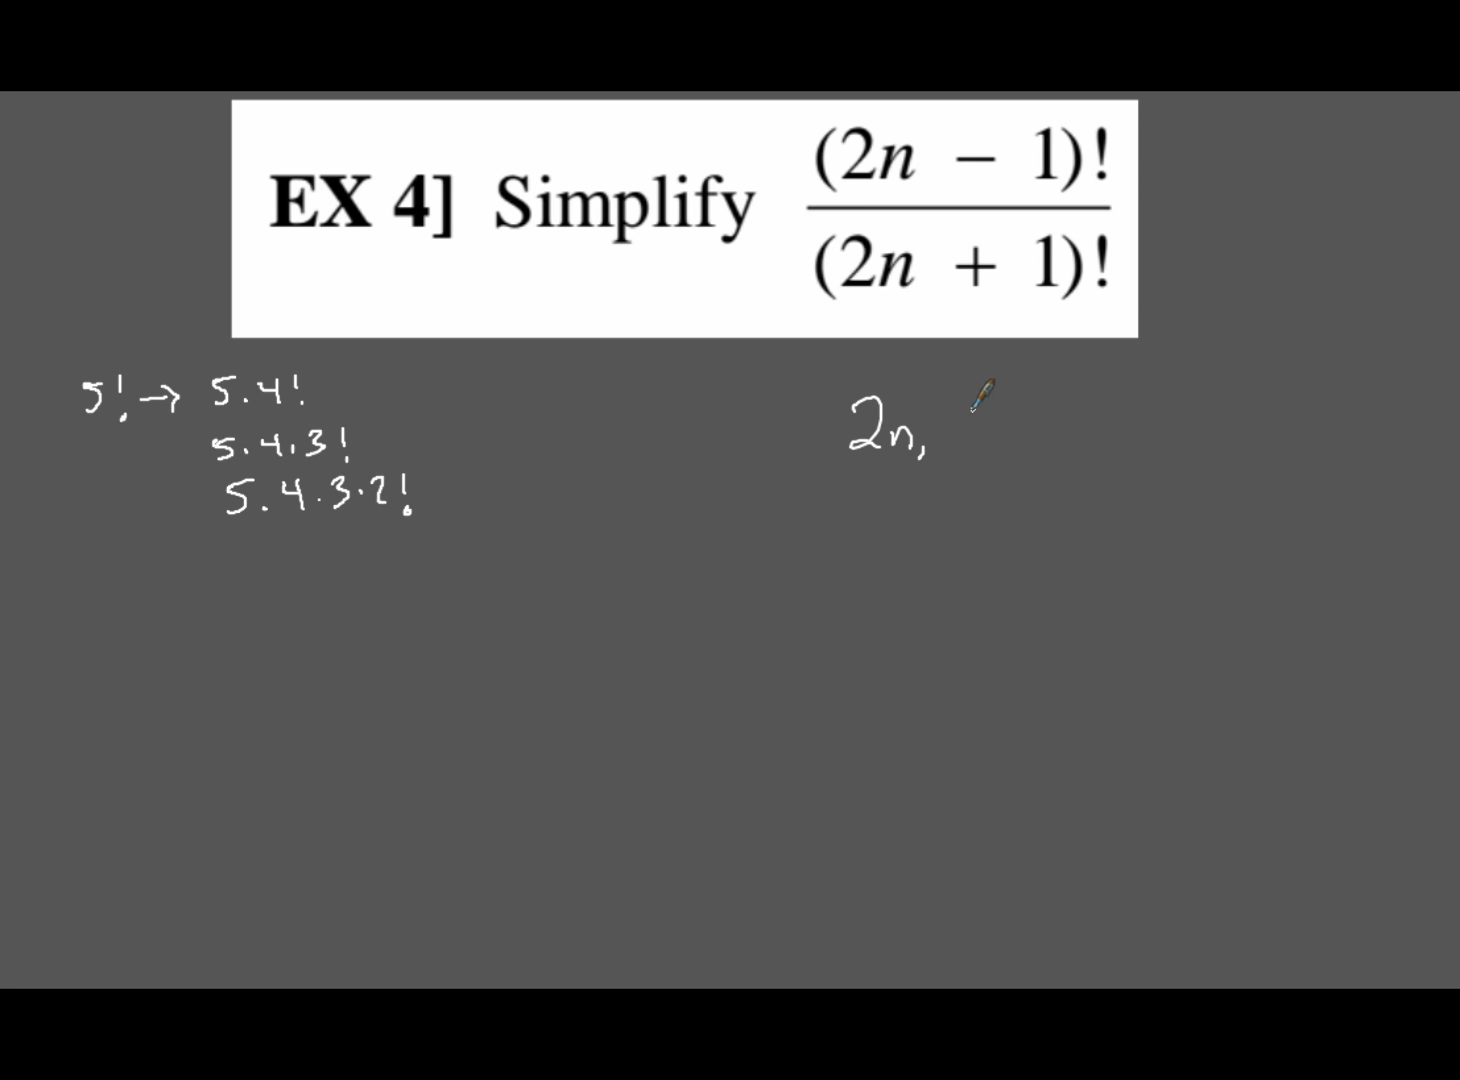 EX 4] Simplify (2n − 1)!
(2n + 1)!
5! → 5.4!
5.4.3!
5.4.3.2!
2n,